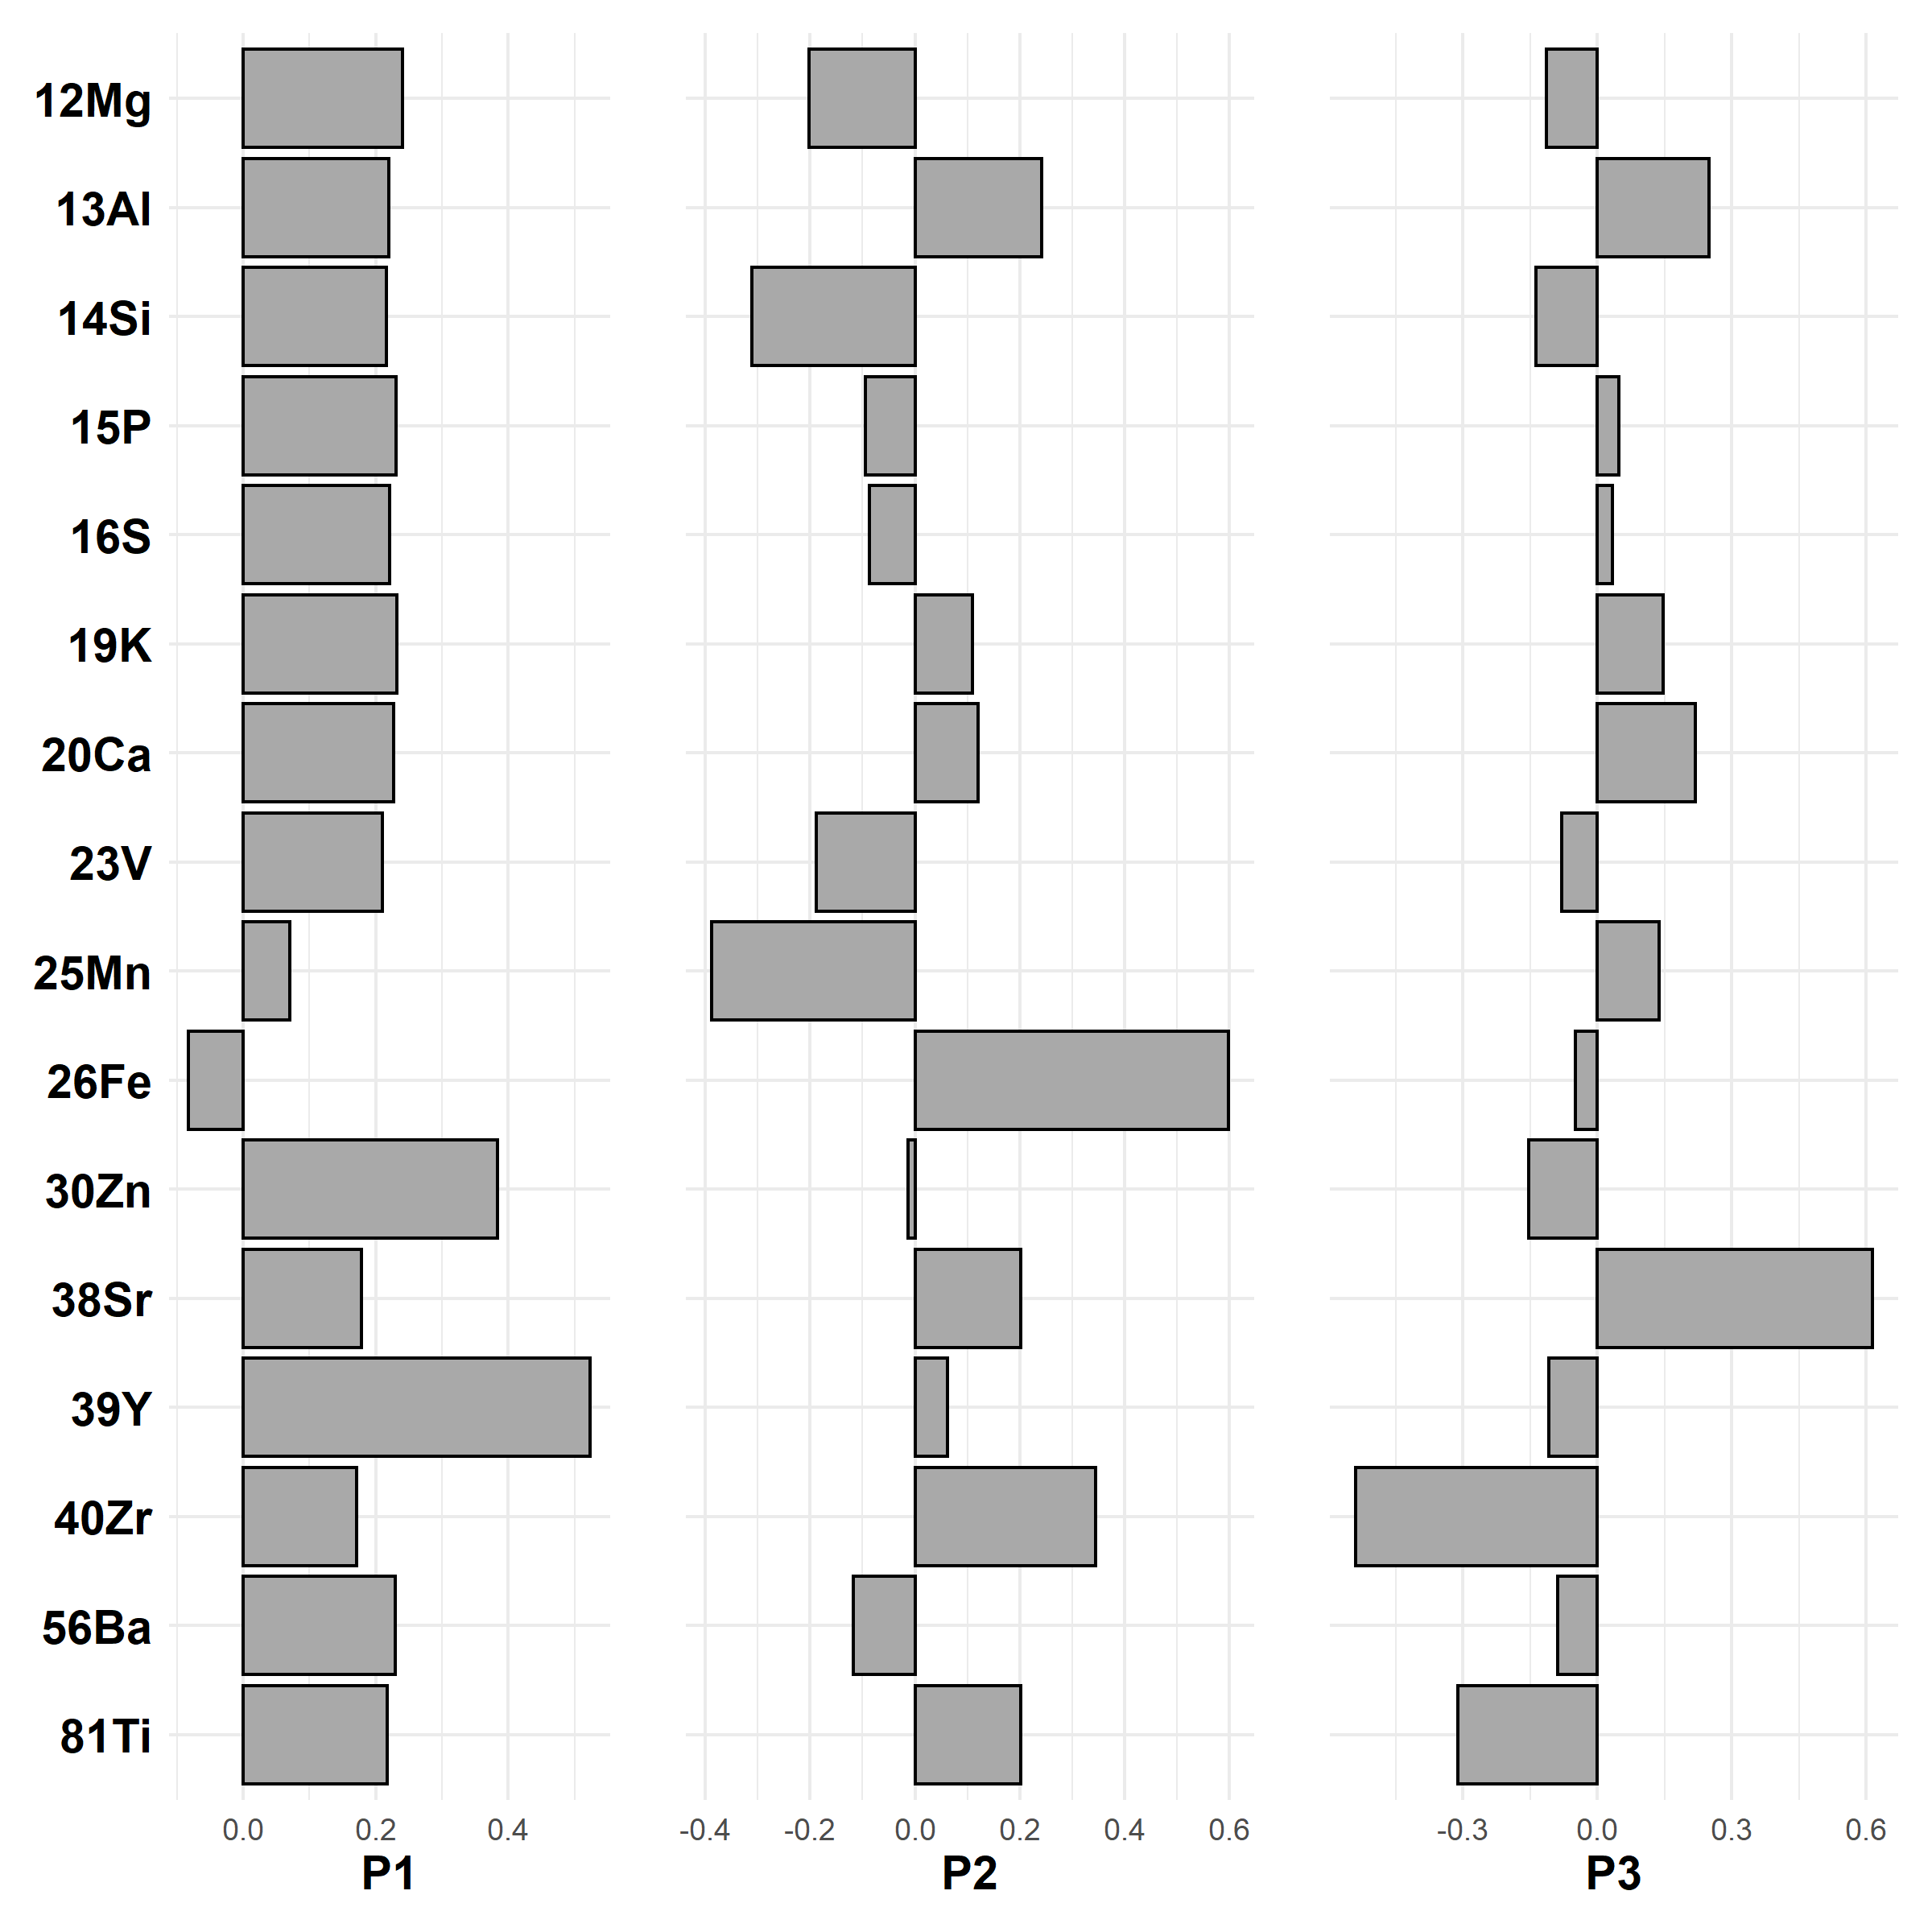 12Mg
13Al
14Si
15P
16S
19K
20Ca
23V
25Mn
26Fe
30Zn
38Sr
39Y
40Zr
56Ba
81Ti
0.0 0.2 0.4
-0.4 -0.2 0.0 0.2 0.4 0.6
-0.3 0.0 0.3 0.6
P1
P2
P3